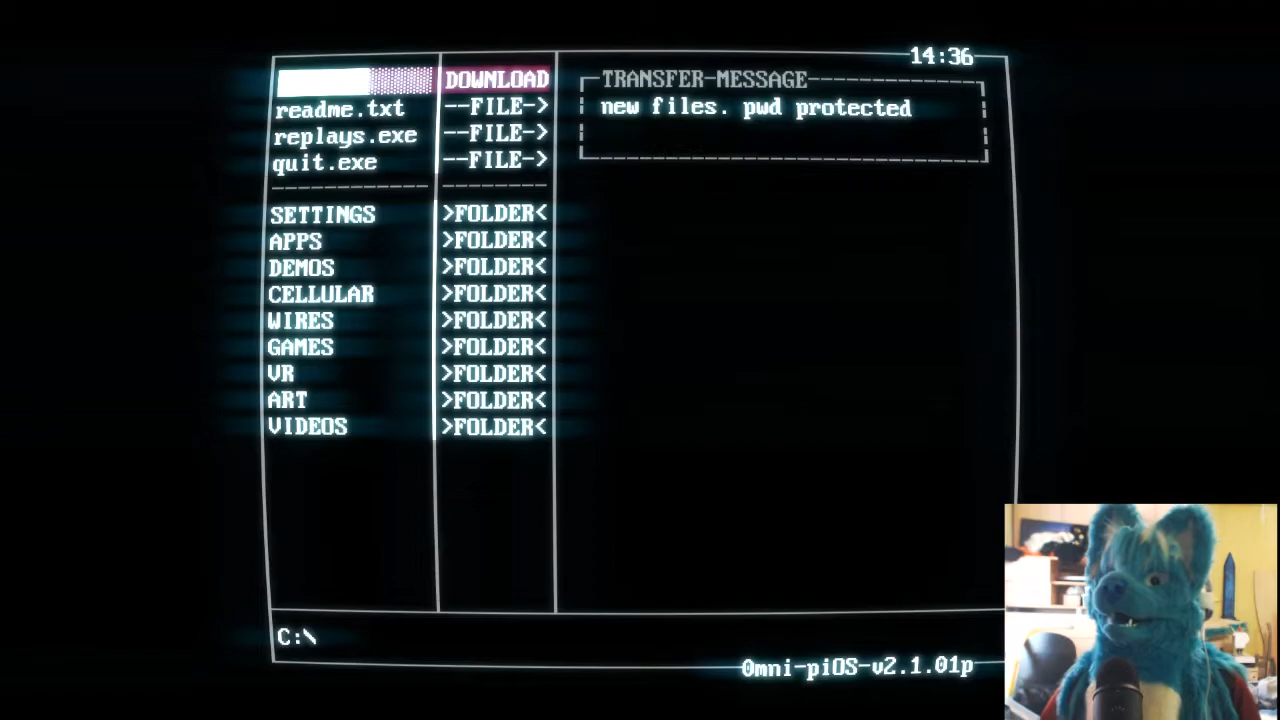 14:36
DOWNLOAD
readme.txt --FILE->
replays.exe --FILE->
quit.exe --FILE->
SETTINGS >FOLDER<
APPS >FOLDER<
DEMOS >FOLDER<
CELLULAR >FOLDER<
WIRES >FOLDER<
GAMES >FOLDER<
VR >FOLDER<
ART >FOLDER<
VIDEOS >FOLDER<
TRANSFER-MESSAGE
new files. pwd protected
C:\
0mni-piOS-v2.1.01p